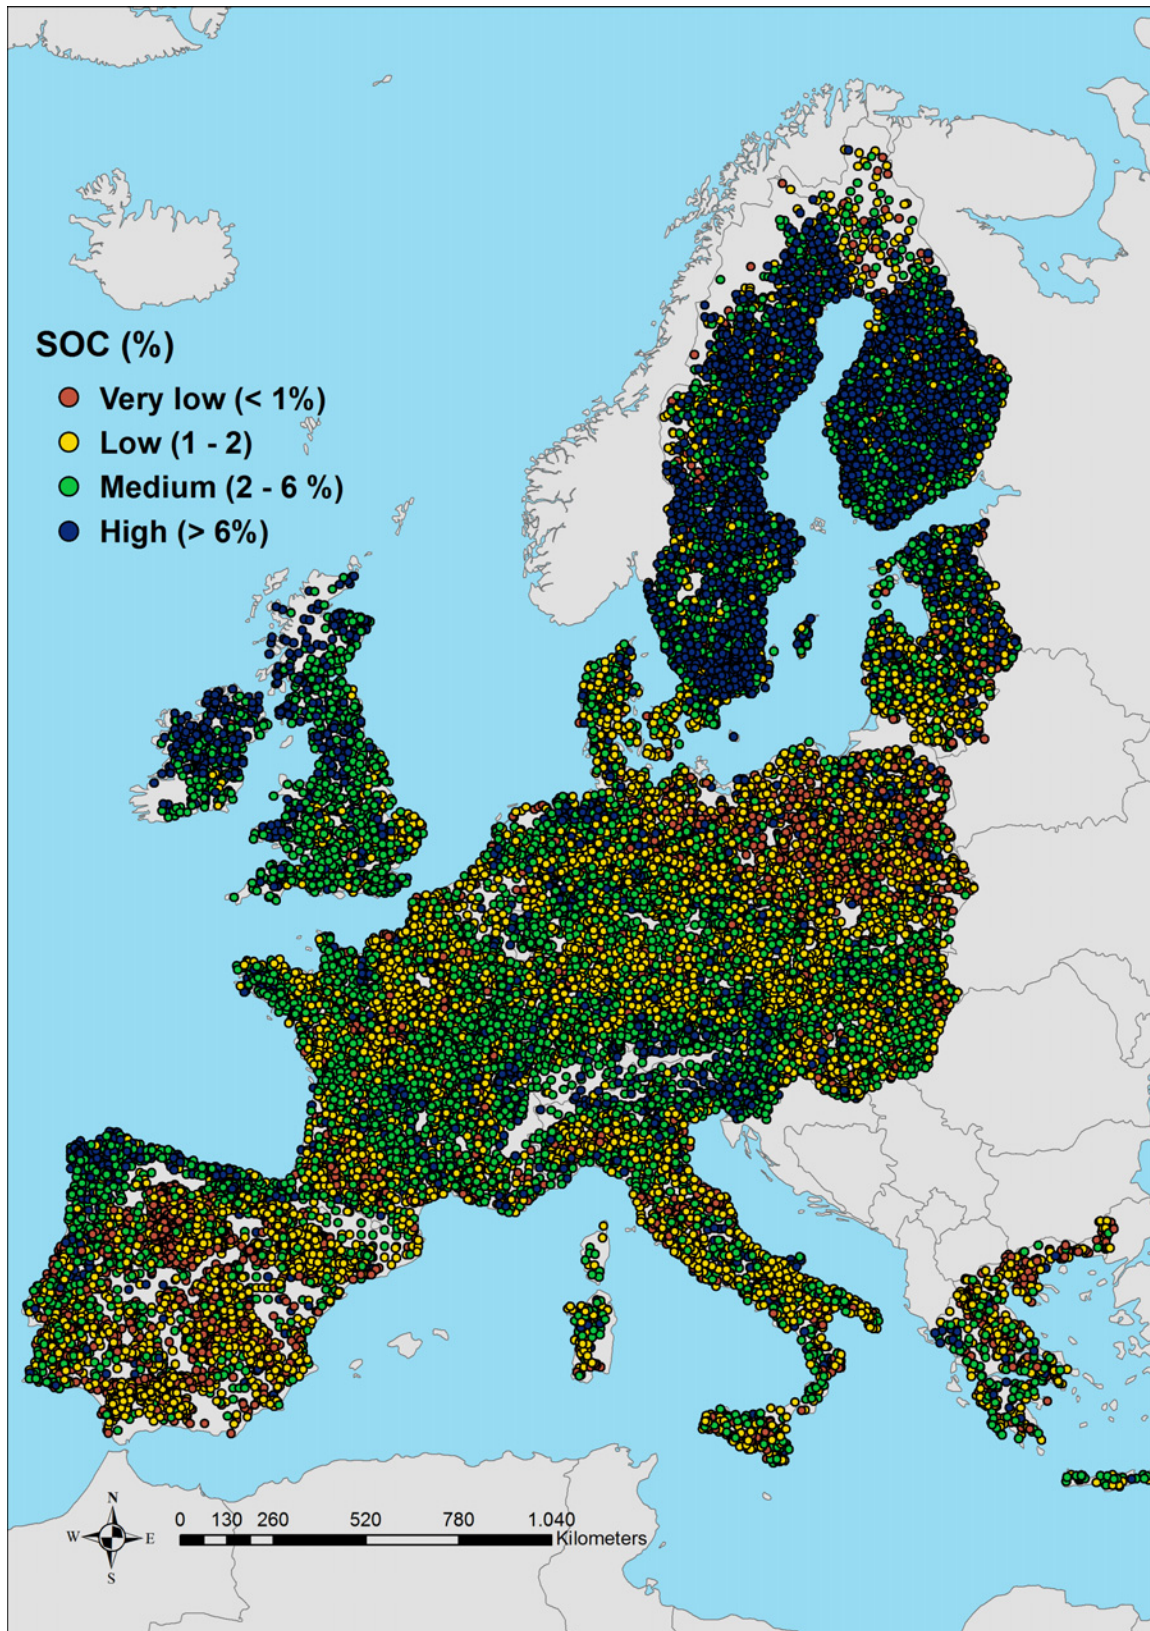 SOC (%)
Very low (< 1%)
Low (1 - 2)
Medium (2 - 6 %)
High (> 6%)
N
W E
S
0 130 260 520 780 1.040
Kilometers